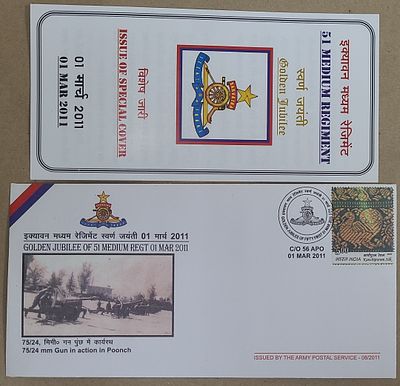 इक्यावन मध्यम रेजिमेंट
51 MEDIUM REGIMENT
स्वर्ण जयंती
Golden Jubilee
विशेष जारी
ISSUE OF SPECIAL COVER
01 मार्च 2011
01 MAR 2011
इक्यावन मध्यम रेजिमेंट स्वर्ण जयंती 01 मार्च 2011
GOLDEN JUBILEE OF 51 MEDIUM REGT 01 MAR 2011
C/O 56 APO
01 MAR 2011
500
भारत INDIA
75/24, मिमी० गन पुंछ में कार्यरथ
75/24 mm Gun in action in Poonch
ISSUED BY THE ARMY POSTAL SERVICE - 08/2011